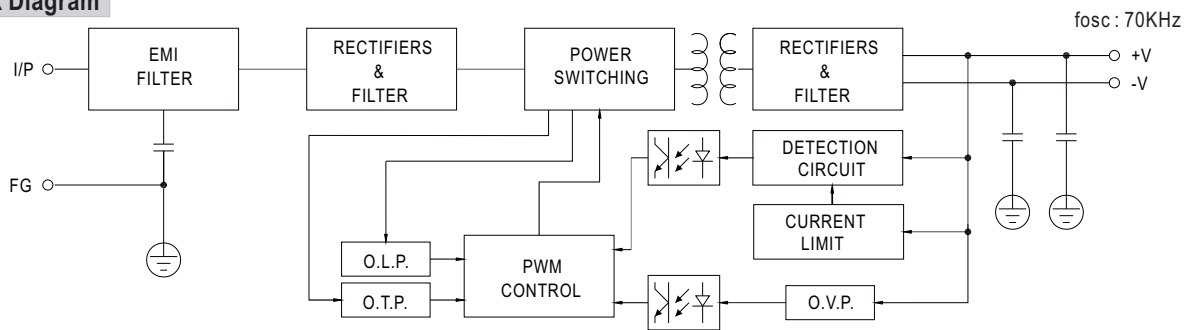 Diagram
fosc : 70KHz
I/P
EMI
FILTER
RECTIFIERS
&
FILTER
POWER
SWITCHING
RECTIFIERS
&
FILTER
+V
-V
DETECTION
CIRCUIT
FG
CURRENT
LIMIT
O.L.P.
PWM
CONTROL
O.T.P.
O.V.P.